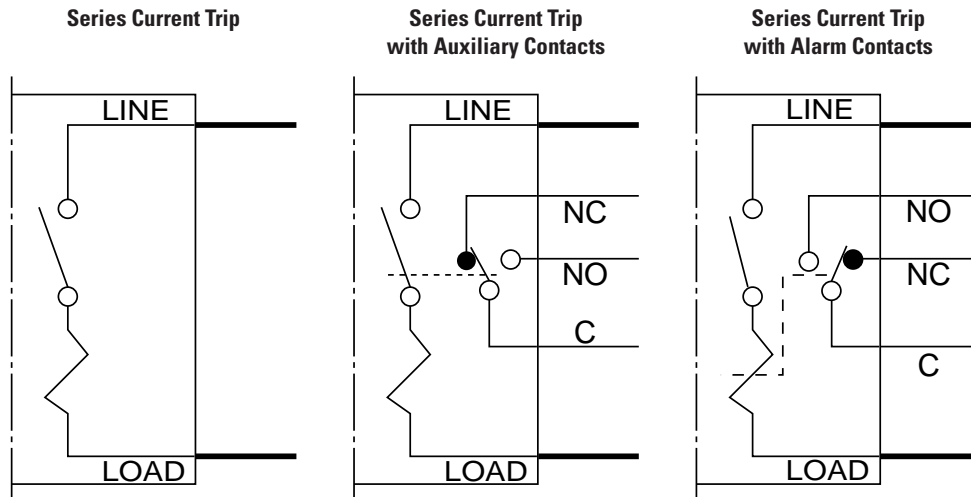 Series Current Trip
LINE
LOAD
Series Current Trip
with Auxiliary Contacts
LINE
NC
NO
C
LOAD
Series Current Trip
with Alarm Contacts
LINE
NO
NC
C
LOAD